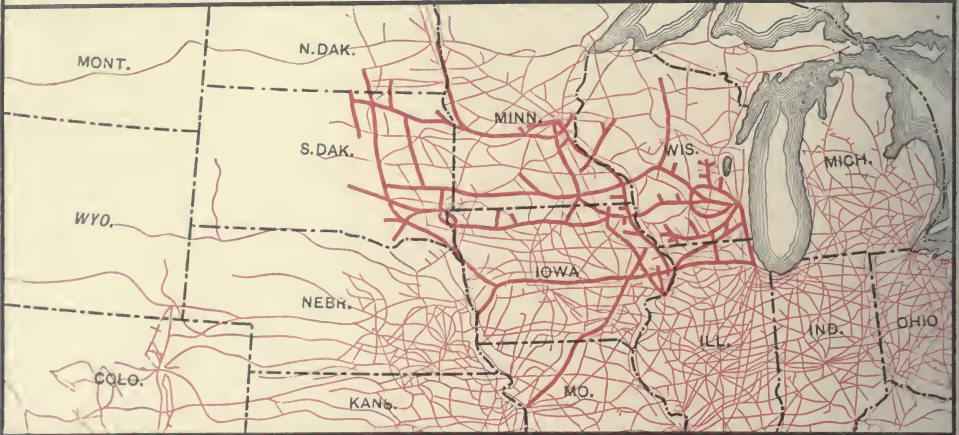 MONT.
N.DAK.
MINN.
S.DAK.
WIS.
MICH.
WYO.
IOWA
NEBR.
ILL.
IND.
OHIO
COLO.
KANS.
MO.